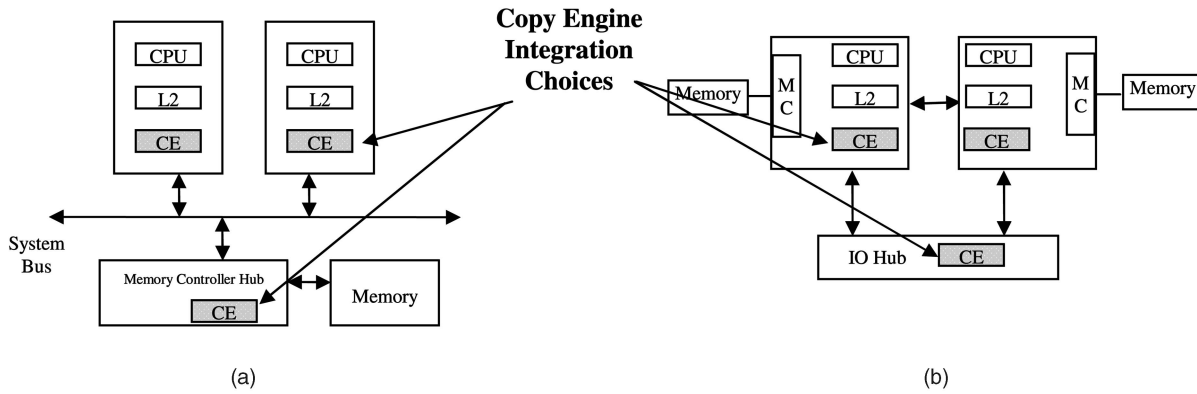 Copy Engine
Integration
Choices
CPU
L2
CE
CPU
L2
CE
System
Bus
Memory Controller Hub
CE
Memory
(a)
Memory
M
C
CPU
L2
CE
CPU
L2
CE
M
C
Memory
IO Hub
CE
(b)